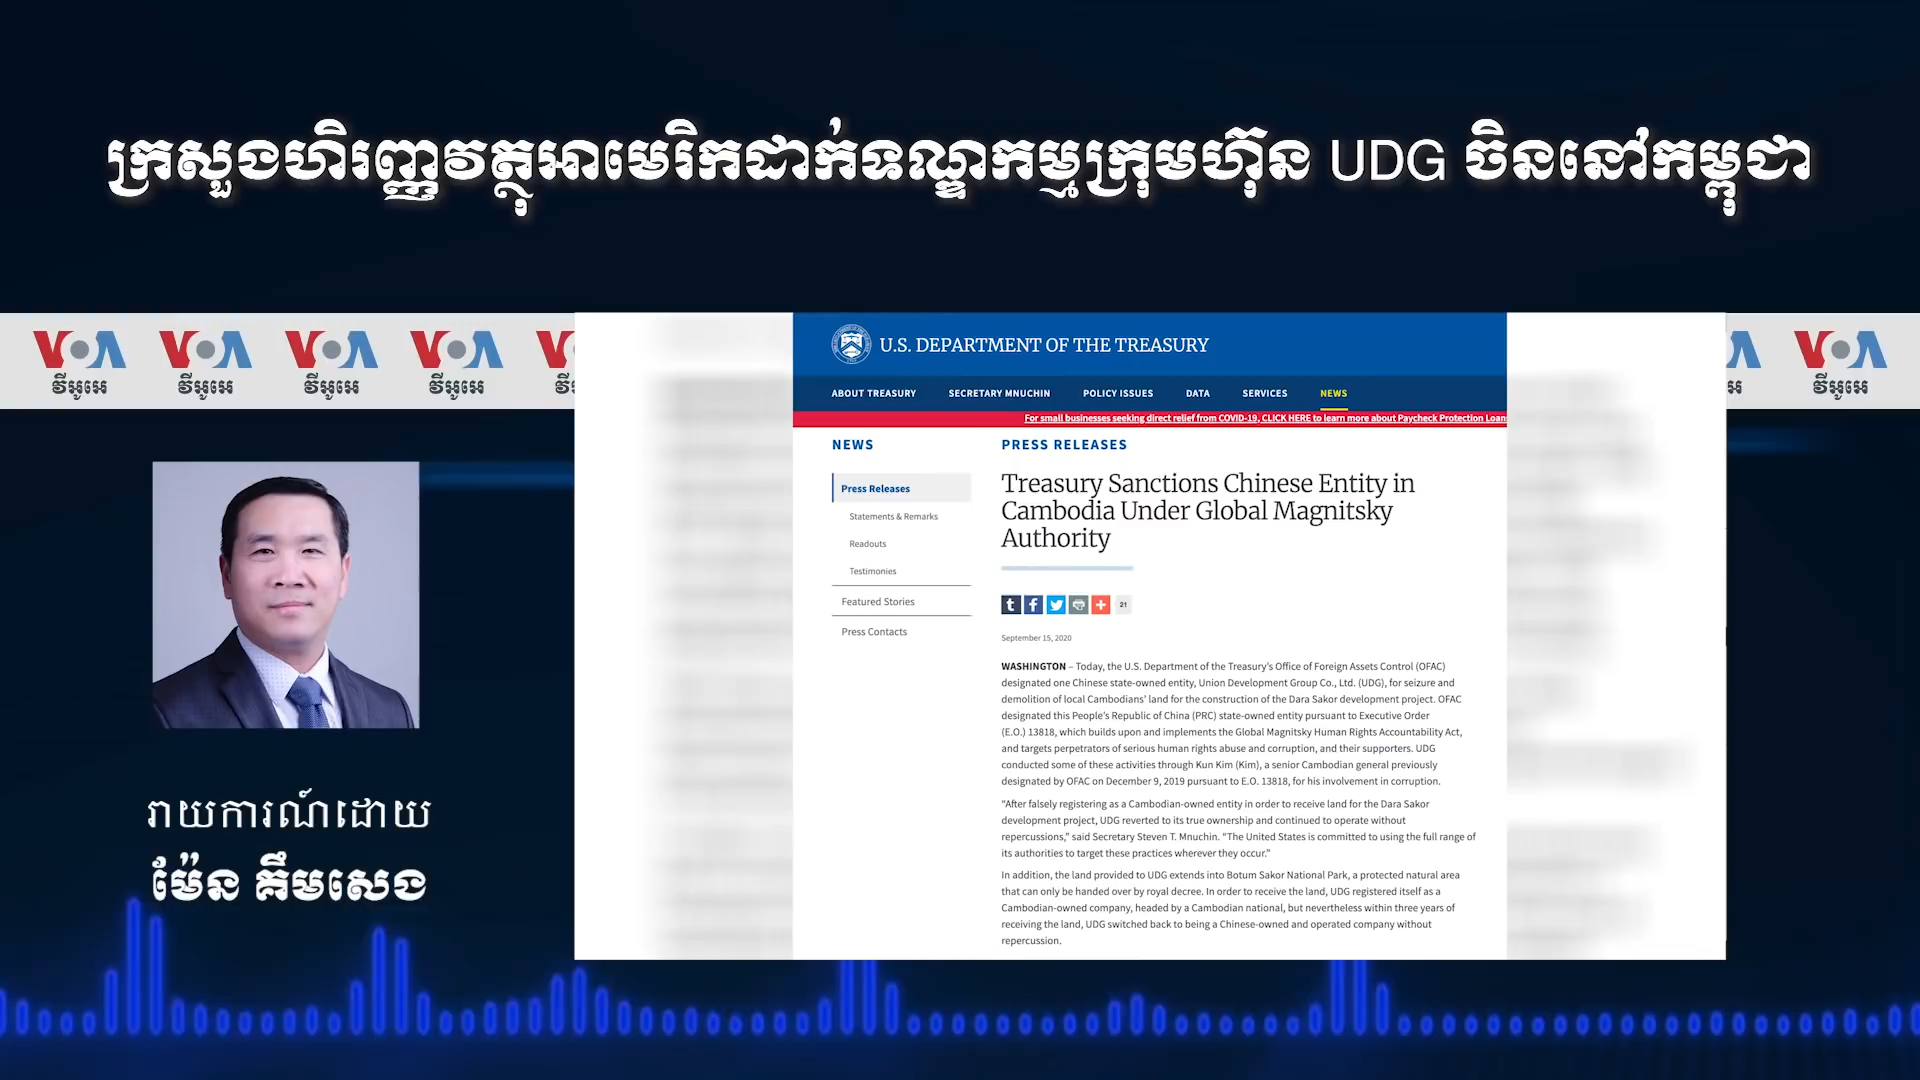 ក្រសួងហិរញ្ញវត្ថុអាមេរិកដាក់ទណ្ឌកម្មក្រុមហ៊ុន UDG ចិននៅកម្ពុជា
VOA VOA VOA VOA VOA
វីអូអេ វីអូអេ វីអូអេ វីអូអេ វីអូអេ
U.S. DEPARTMENT OF THE TREASURY
ABOUT TREASURY SECRETARY MNUCHIN POLICY ISSUES DATA SERVICES NEWS
For small businesses seeking direct relief from COVID-19, CLICK HERE to learn more about Paycheck Protection Loans
NEWS
Press Releases
Statements & Remarks
Readouts
Testimonies
Featured Stories
Press Contacts
PRESS RELEASES
Treasury Sanctions Chinese Entity in
Cambodia Under Global Magnitsky
Authority
21
September 15, 2020
WASHINGTON – Today, the U.S. Department of the Treasury's Office of Foreign Assets Control (OFAC)
designated one Chinese state-owned entity, Union Development Group Co., Ltd. (UDG), for seizure and
demolition of local Cambodians' land for the construction of the Dara Sakor development project. OFAC
designated this People's Republic of China (PRC) state-owned entity pursuant to Executive Order
(E.O.) 13818, which builds upon and implements the Global Magnitsky Human Rights Accountability Act,
and targets perpetrators of serious human rights abuse and corruption, and their supporters. UDG
conducted some of these activities through Kun Kim (Kim), a senior Cambodian general previously
designated by OFAC on December 9, 2019 pursuant to E.O. 13818, for his involvement in corruption.
“After falsely registering as a Cambodian-owned entity in order to receive land for the Dara Sakor
development project, UDG reverted to its true ownership and continued to operate without
repercussions,” said Secretary Steven T. Mnuchin. “The United States is committed to using the full range of
its authorities to target these practices wherever they occur.”
In addition, the land provided to UDG extends into Botum Sakor National Park, a protected natural area
that can only be handed over by royal decree. In order to receive the land, UDG registered itself as a
Cambodian-owned company, headed by a Cambodian national, but nevertheless within three years of
receiving the land, UDG switched back to being a Chinese-owned and operated company without
repercussion.
រាយការណ៍ដោយ
ម៉ែន គឹមសេង